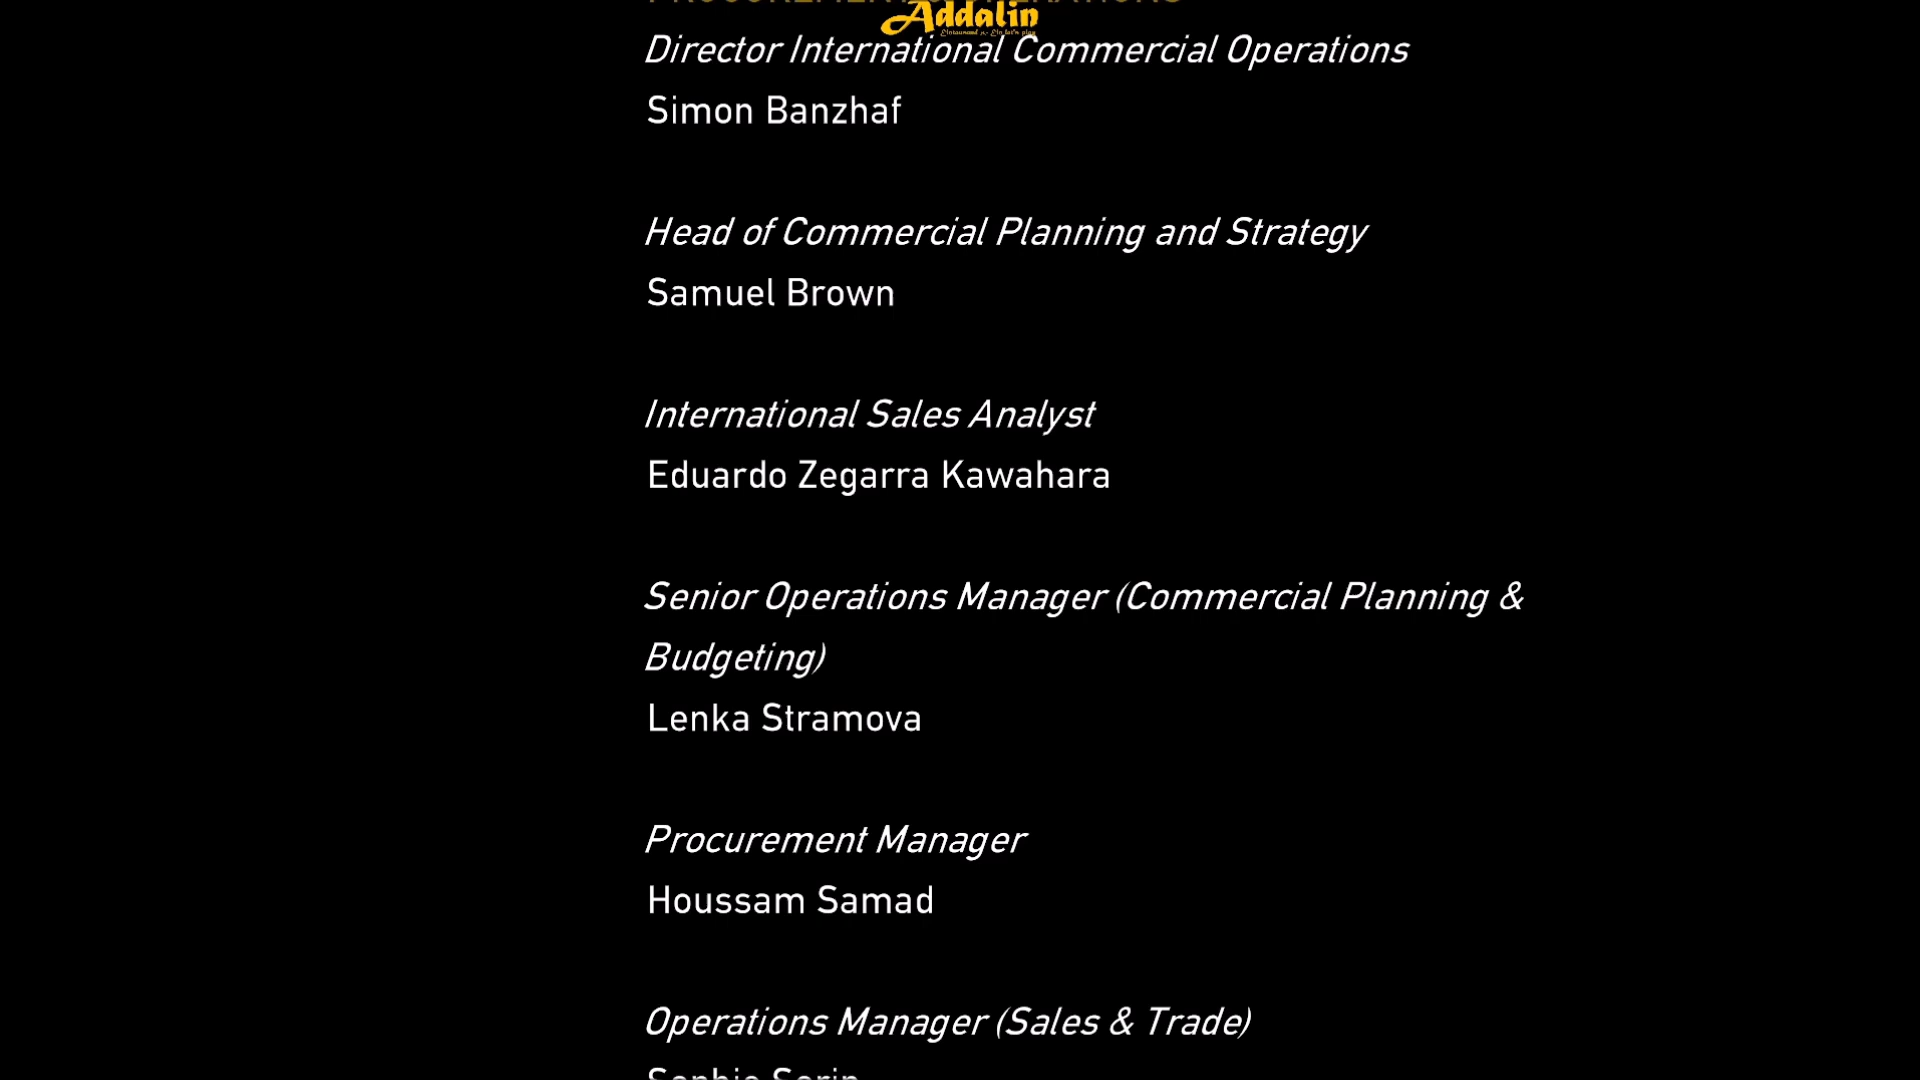 Addalin
Director International Commercial Operations
Simon Banzhaf
Head of Commercial Planning and Strategy
Samuel Brown
International Sales Analyst
Eduardo Zegarra Kawahara
Senior Operations Manager (Commercial Planning &
Budgeting)
Lenka Stramova
Procurement Manager
Houssam Samad
Operations Manager (Sales & Trade)